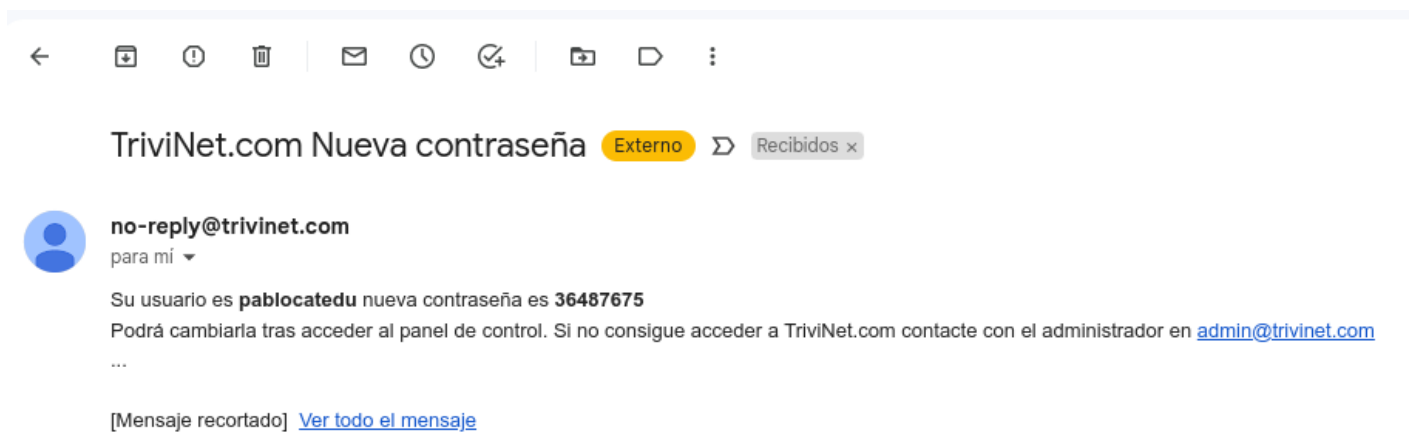 TriviNet.com Nueva contraseña Externo Recibidos ×
no-reply@trivinet.com
para mí
Su usuario es pablocatedu nueva contraseña es 36487675
Podrá cambiarla tras acceder al panel de control. Si no consigue acceder a TriviNet.com contacte con el administrador en admin@trivinet.com
...
[Mensaje recortado] Ver todo el mensaje